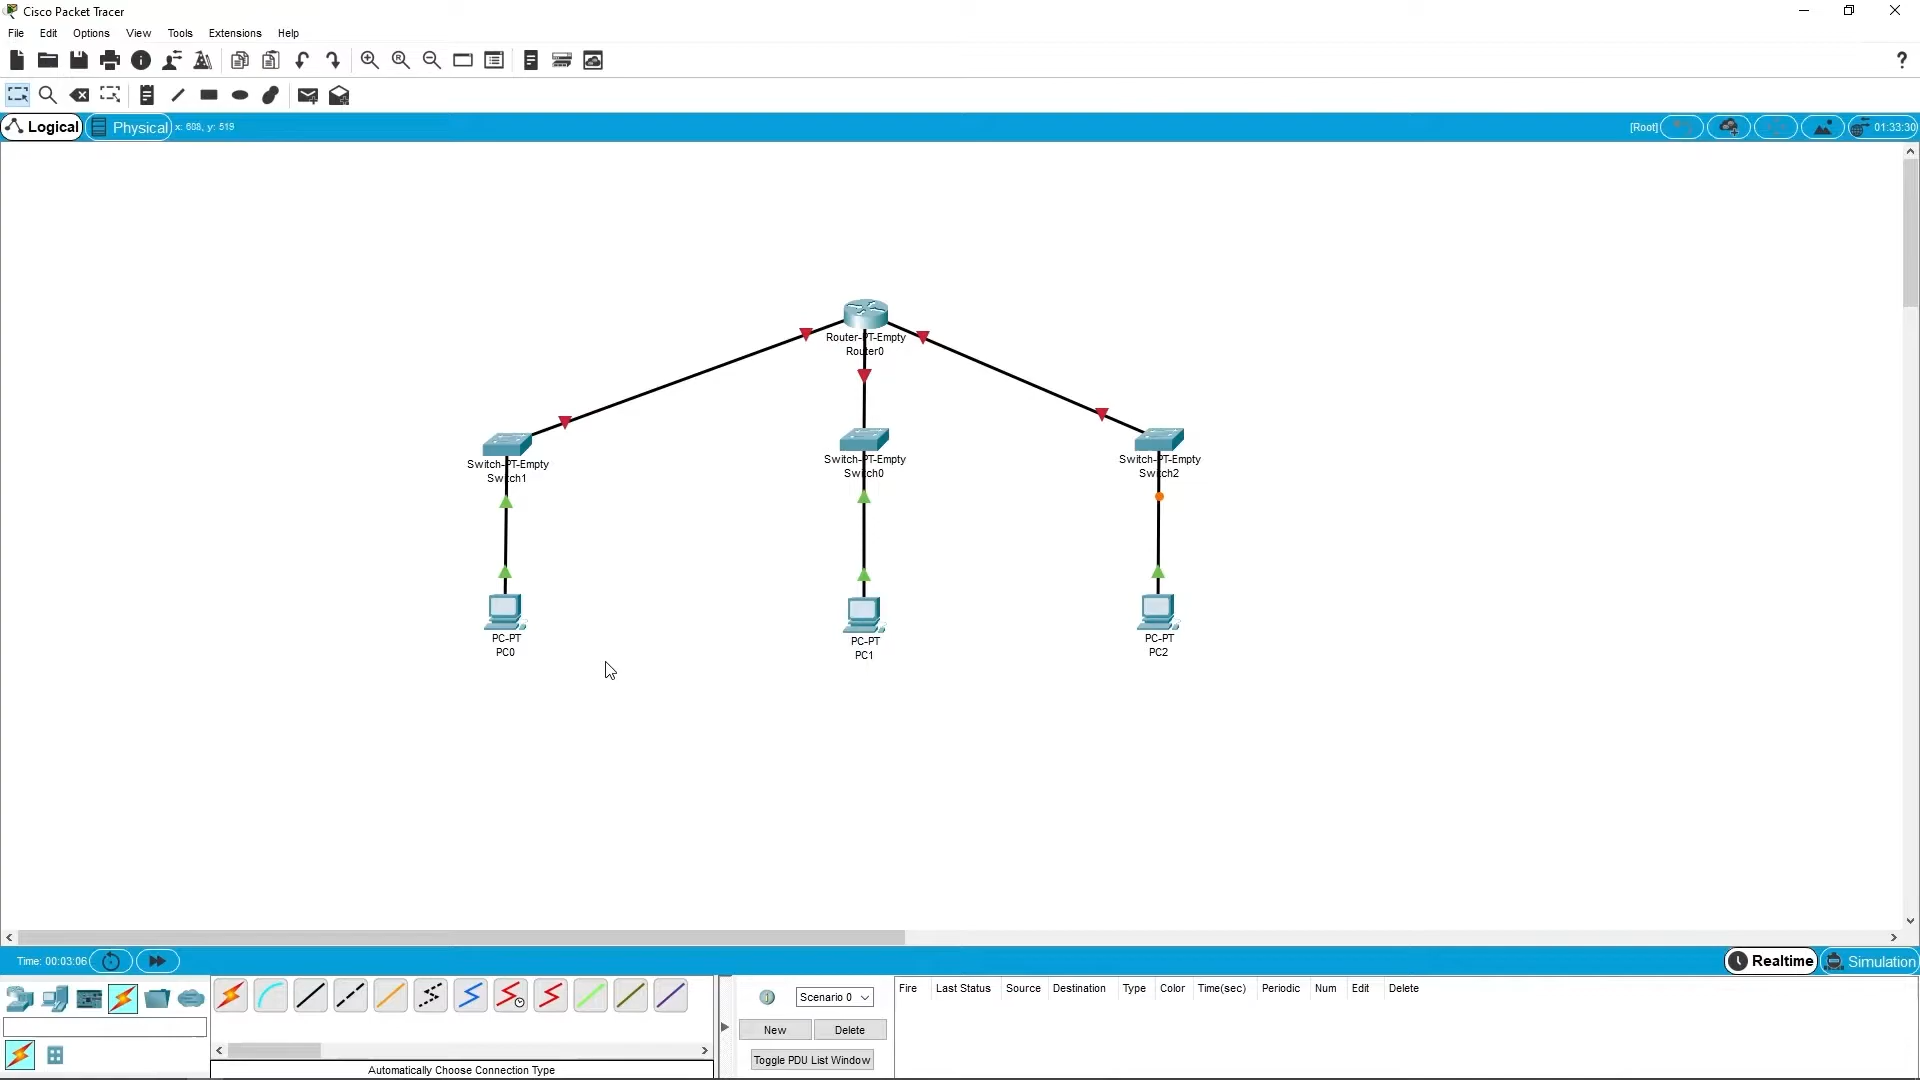 Cisco Packet Tracer
File Edit Options View Tools Extensions Help
?
Logical Physical x: 608, y: 519 [Root] 01:33:30
Router-PT-Empty
Router0
Switch-PT-Empty
Switch1
Switch-PT-Empty
Switch0
Switch-PT-Empty
Switch2
PC-PT
PC0
PC-PT
PC1
PC-PT
PC2
Time: 00:03:06 Realtime Simulation
Scenario 0
New Delete
Toggle PDU List Window
Fire Last Status Source Destination Type Color Time(sec) Periodic Num Edit Delete
Automatically Choose Connection Type